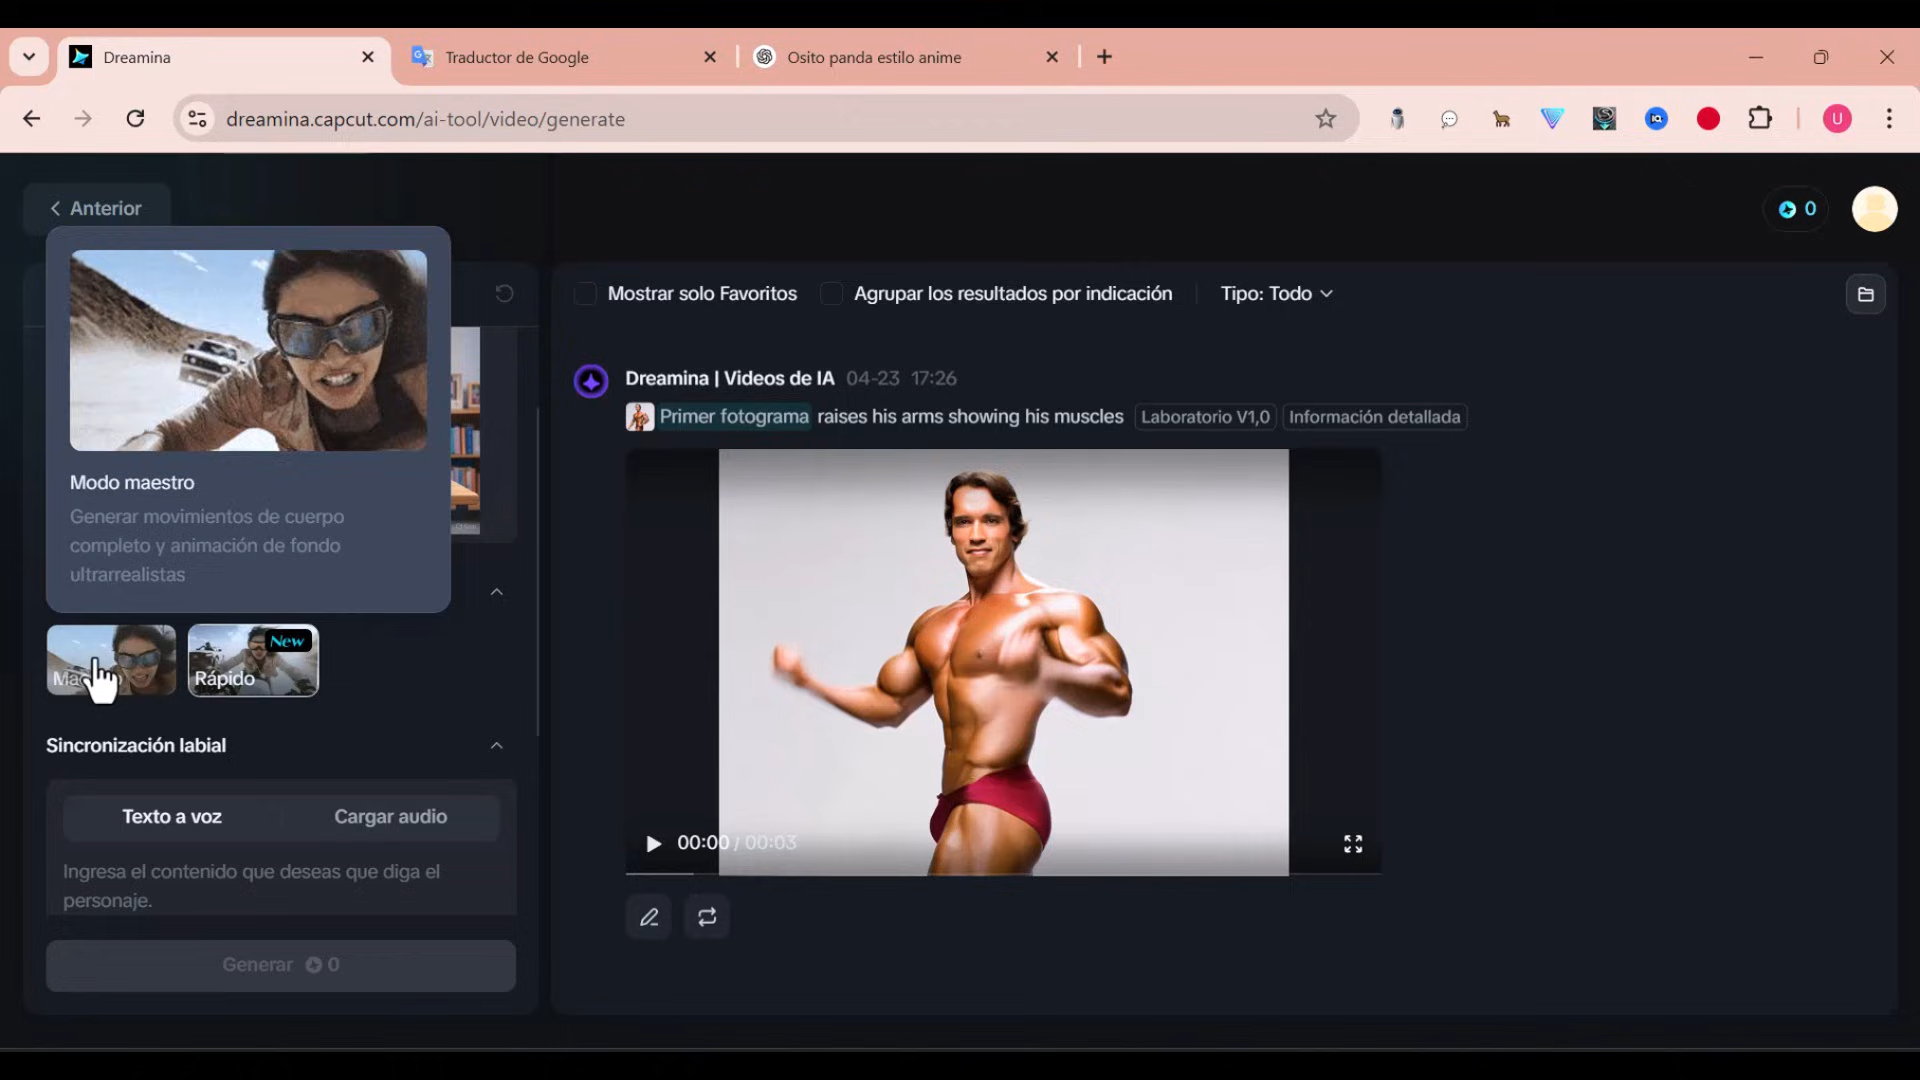 Dreamina
Traductor de Google
Osito panda estilo anime
dreamina.capcut.com/ai-tool/video/generate
U
Anterior
0
Modo maestro
Generar movimientos de cuerpo
completo y animación de fondo
ultrarrealistas
New
Rápido
Sincronización labial
Texto a voz
Cargar audio
Ingresa el contenido que deseas que diga el
personaje.
Generar 0
Mostrar solo Favoritos
Agrupar los resultados por indicación
Tipo: Todo
Dreamina | Videos de IA 04-23 17:26
Primer fotograma raises his arms showing his muscles Laboratorio V1,0 Información detallada
00:00 / 00:03